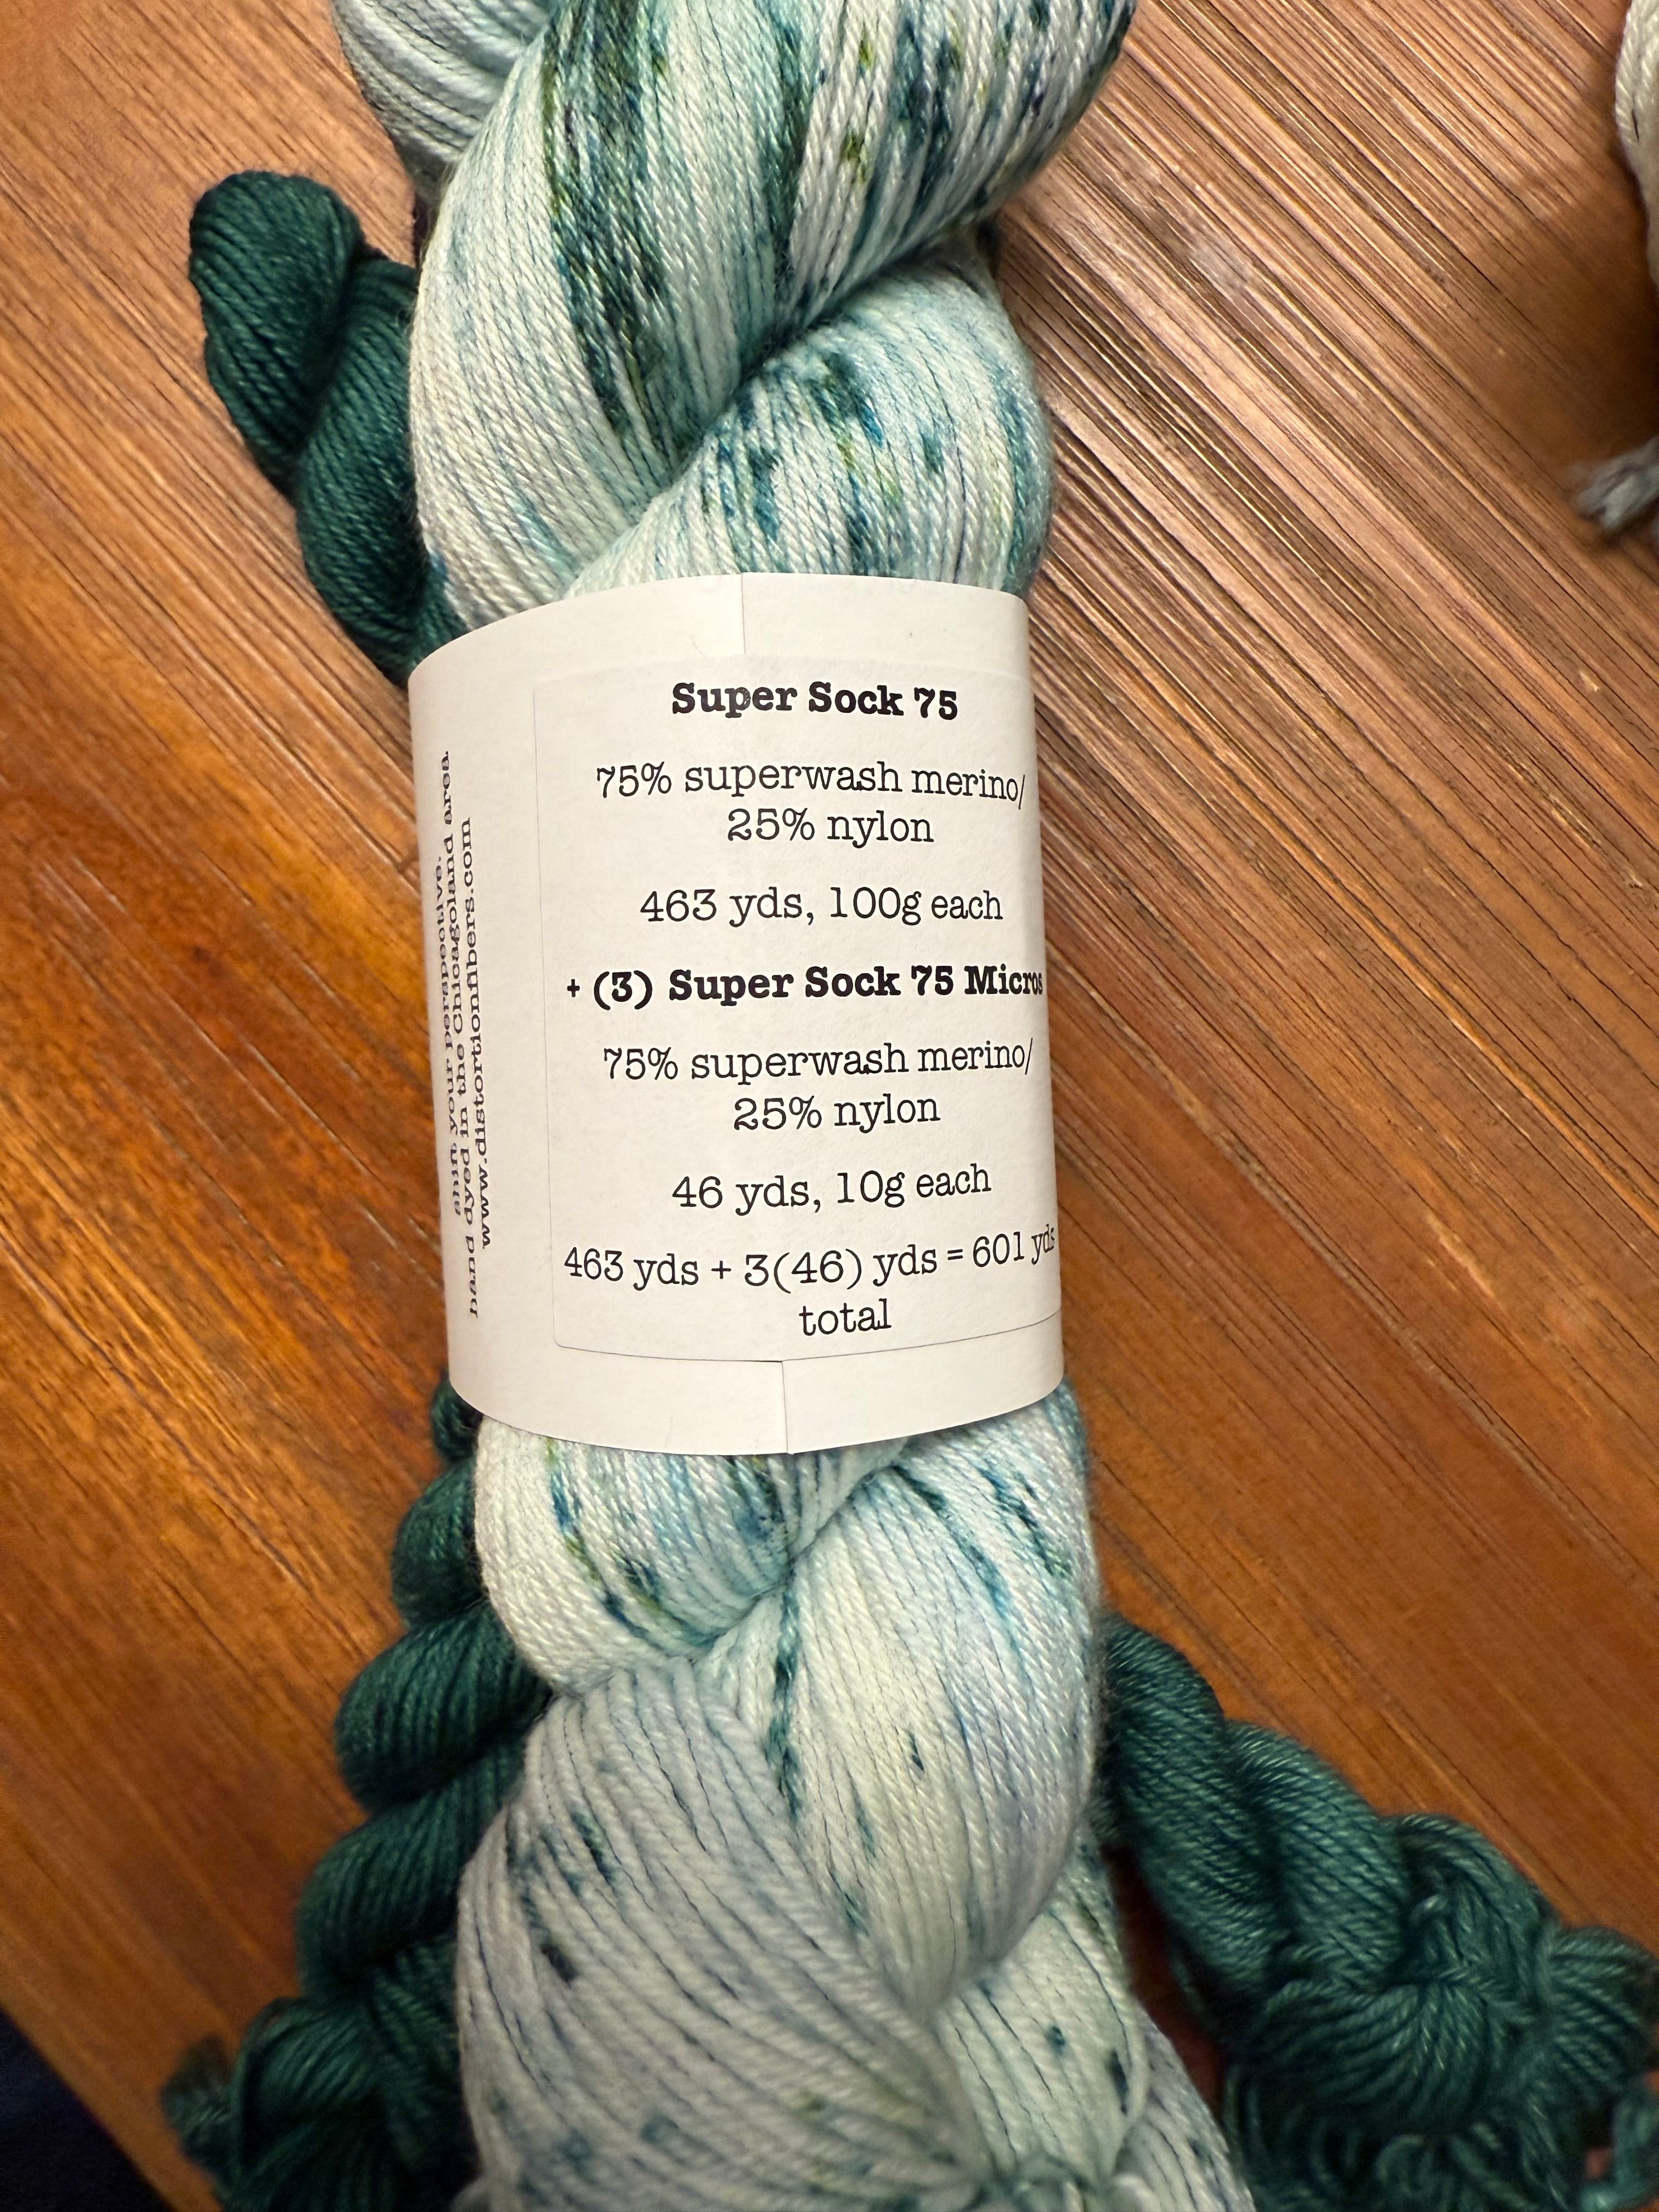 Super Sock 75
75% superwash merino/
25% nylon
463 yds, 100g each
+ (3) Super Sock 75 Micros
75% superwash merino/
25% nylon
46 yds, 10g each
463 yds + 3(46) yds = 601 yds
total
shift your perspective.
hand dyed in the Chicagoland area
www.distortionfibers.com